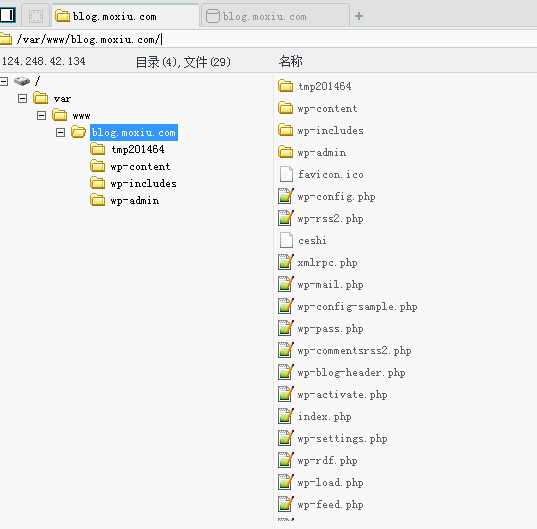 blog.moxiu.com
blog.moxiu.com
/var/www/blog.moxiu.com/
124.248.42.134
目录(4),文件(29)
名称
/
var
www
blog.moxiu.com
tmp201464
wp-content
wp-includes
wp-admin
tmp201464
wp-content
wp-includes
wp-admin
favicon.ico
wp-config.php
wp-rss2.php
ceshi
xmlrpc.php
wp-mail.php
wp-config-sample.php
wp-pass.php
wp-commentsrss2.php
wp-blog-header.php
wp-activate.php
index.php
wp-settings.php
wp-rdf.php
wp-load.php
wp-feed.php